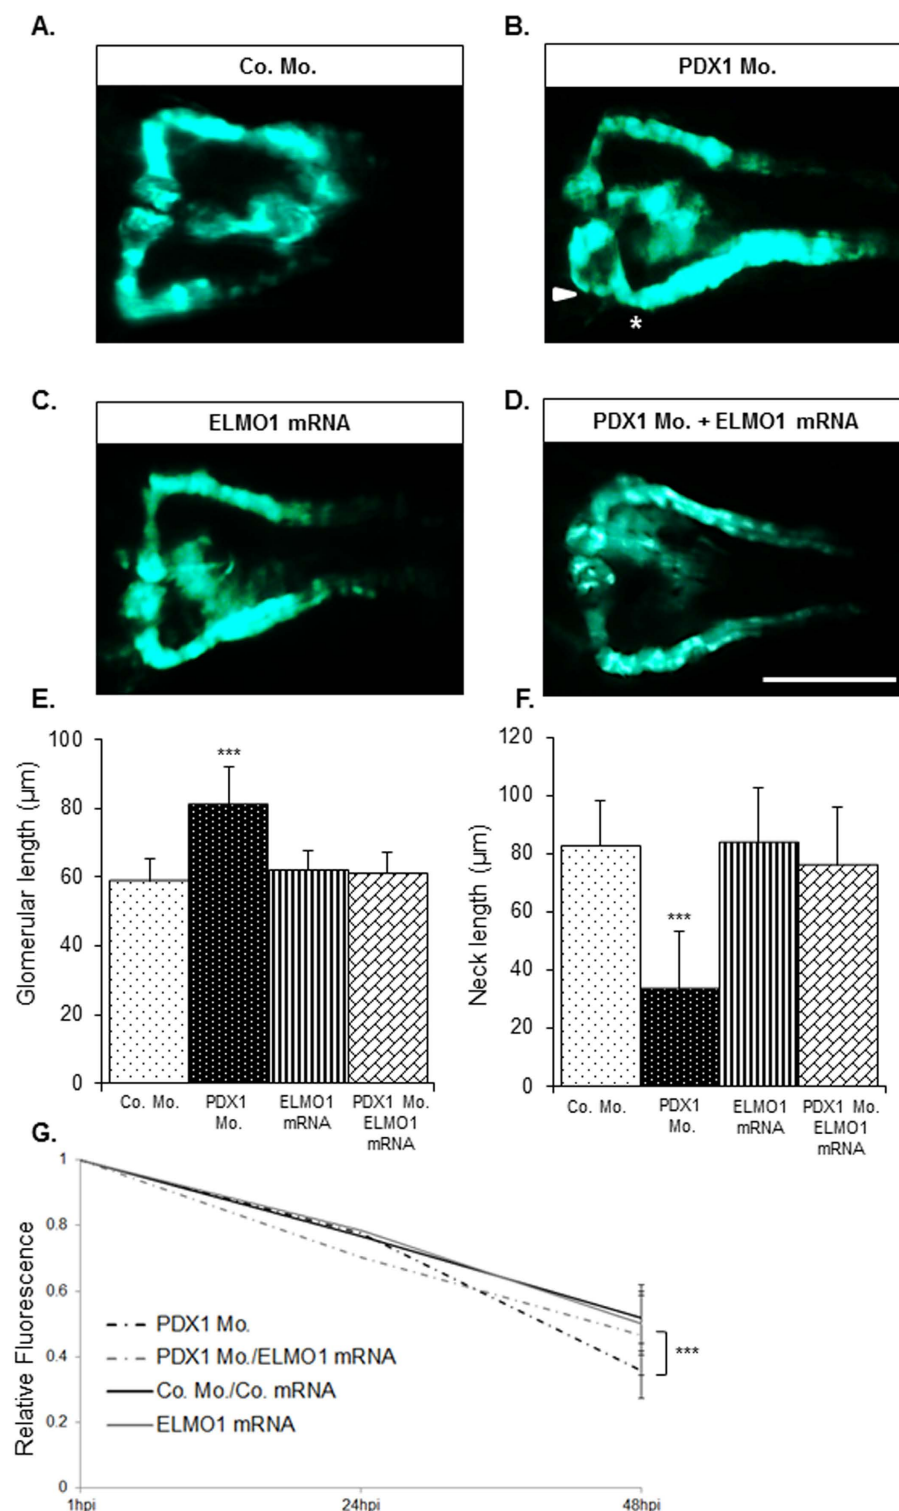 A.
B.
Co. Mo.
PDX1 Mo.
*
C.
D.
ELMO1 mRNA
PDX1 Mo. + ELMO1 mRNA
E.
F.
Glomerular length (µm)
100
80
60
40
20
0
***
Co. Mo.
PDX1
Mo.
ELMO1
mRNA
PDX1 Mo.
ELMO1
mRNA
Neck length (µm)
120
100
80
60
40
20
0
***
Co. Mo.
PDX1
Mo.
ELMO1
mRNA
PDX1 Mo.
ELMO1
mRNA
G.
Relative Fluorescence
1
0.8
0.6
0.4
0.2
0
PDX1 Mo.
PDX1 Mo./ELMO1 mRNA
Co. Mo./Co. mRNA
ELMO1 mRNA
***
1hpi
24hpi
48hpi